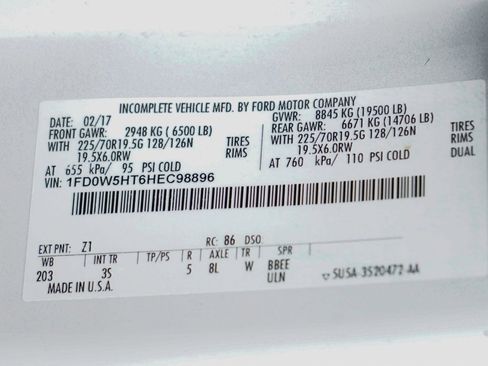 INCOMPLETE VEHICLE MFD. BY FORD MOTOR COMPANY
DATE: 02/17 GVWR: 8845 KG (19500 LB)
FRONT GAWR: 2948 KG ( 6500 LB) REAR GAWR: 6671 KG (14706 LB)
WITH 225/70R19.5G 128/126N TIRES WITH 225/70R19.5G 128/126N TIRES
19.5X6.0RW RIMS 19.5X6.0RW RIMS
AT 655 kPa/ 95 PSI COLD AT 760 kPa/ 110 PSI COLD DUAL
VIN: 1FD0W5HT6HEC98896
EXT PNT: Z1 RC: 86 DSO:
WB INT TR TP/PS R AXLE TR SPR
203 3S 5 8L W BBEE
ULN
MADE IN U.S.A. SUSA-3520472-AA